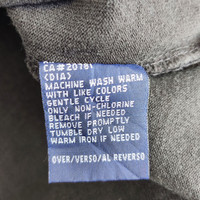 CA#20781
(DIA)
MACHINE WASH WARM
WITH LIKE COLORS
GENTLE CYCLE
ONLY NON-CHLORINE
BLEACH IF NEEDED
REMOVE PROMPTLY
TUMBLE DRY LOW
WARM IRON IF NEEDED
OVER/VERSO/AL REVERSO